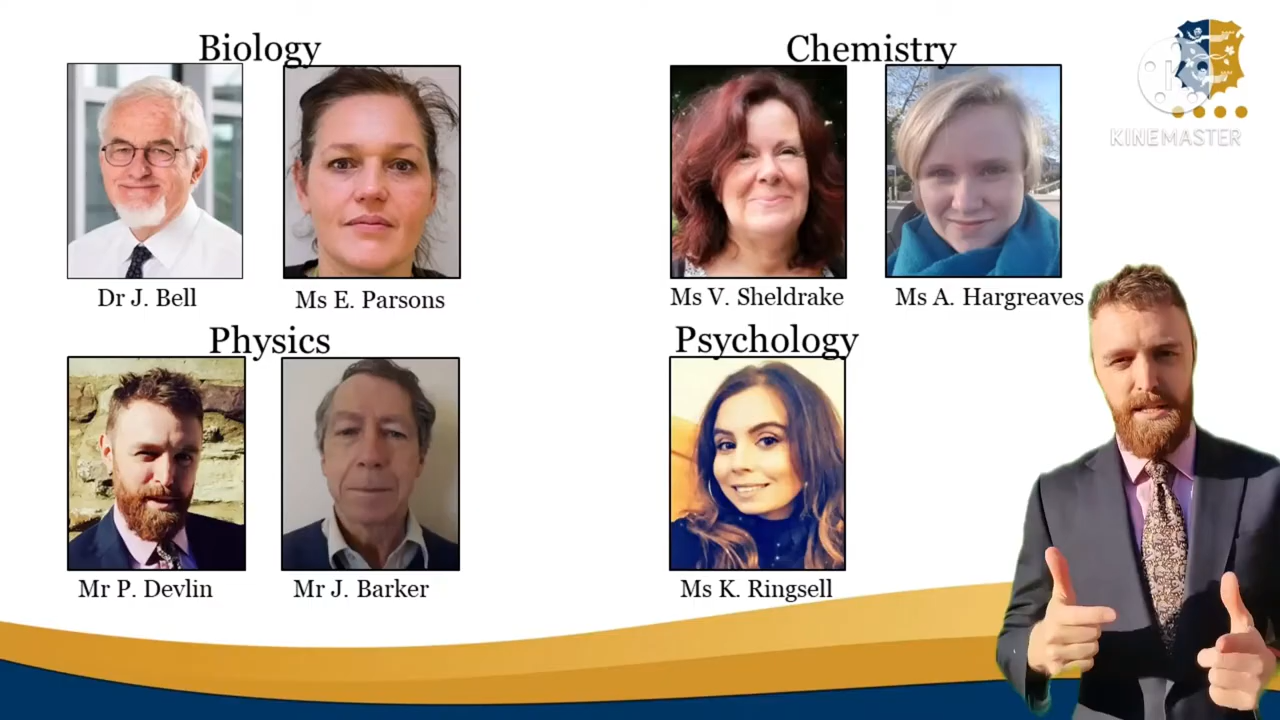 Biology
Chemistry
Dr J. Bell
Ms E. Parsons
Ms V. Sheldrake
Ms A. Hargreaves
Physics
Psychology
Mr P. Devlin
Mr J. Barker
Ms K. Ringsell
K
KINEMASTER